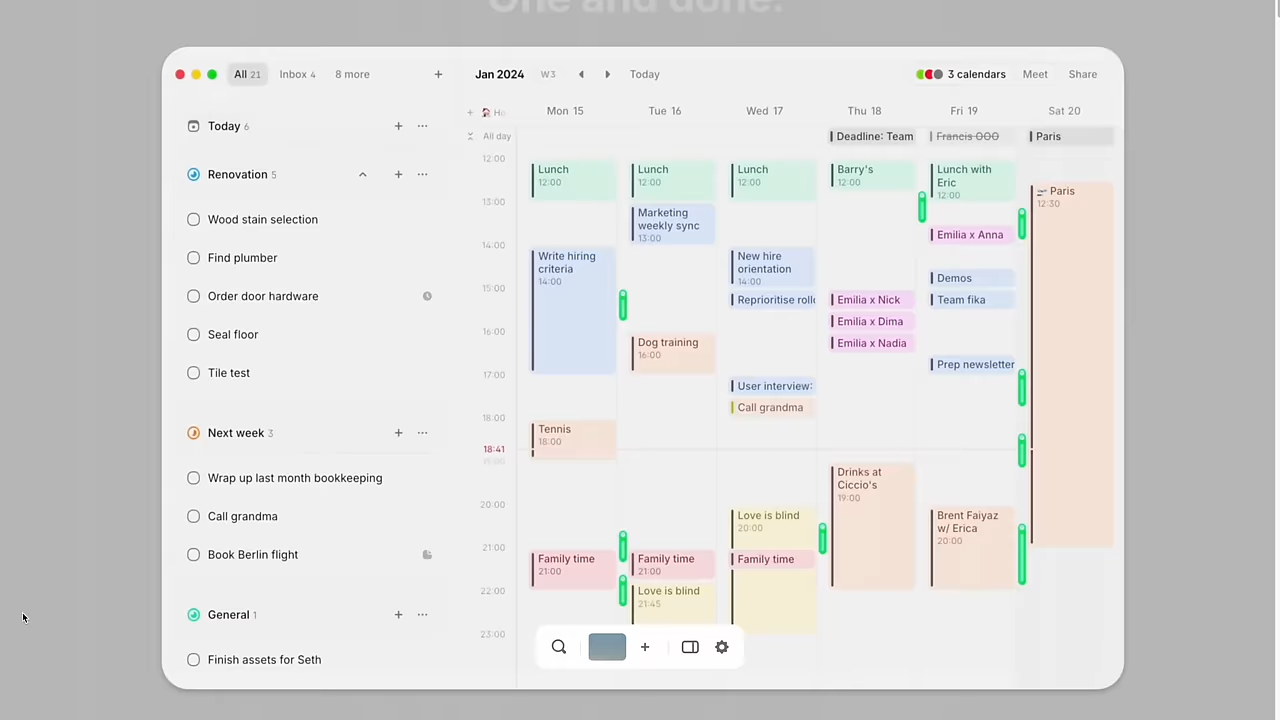 One and done.
All 21
Inbox 4
8 more
Jan 2024
W3
Today
3 calendars
Meet
Share
Today 6
Renovation 5
Wood stain selection
Find plumber
Order door hardware
Seal floor
Tile test
Next week 3
Wrap up last month bookkeeping
Call grandma
Book Berlin flight
General 1
Finish assets for Seth
Mon 15
Tue 16
Wed 17
Thu 18
Fri 19
Sat 20
All day
Deadline: Team
Francis OOO
Paris
12:00
13:00
14:00
15:00
16:00
17:00
18:00
18:41
19:00
20:00
21:00
22:00
23:00
Lunch
12:00
Write hiring
criteria
14:00
Tennis
18:00
Family time
21:00
Lunch
12:00
Marketing
weekly sync
13:00
Dog training
16:00
Family time
21:00
Love is blind
21:45
Lunch
12:00
New hire
orientation
14:00
Reprioritise
User interview:
Call grandma
Love is blind
20:00
Family time
Barry's
12:00
Emilia x Nick
Emilia x Dima
Emilia x Nadia
Drinks at
Ciccio's
19:00
Lunch with
Eric
12:00
Emilia x Anna
Demos
Team fika
Prep newsletter
Brent Faiyaz
w/ Erica
20:00
Paris
12:30